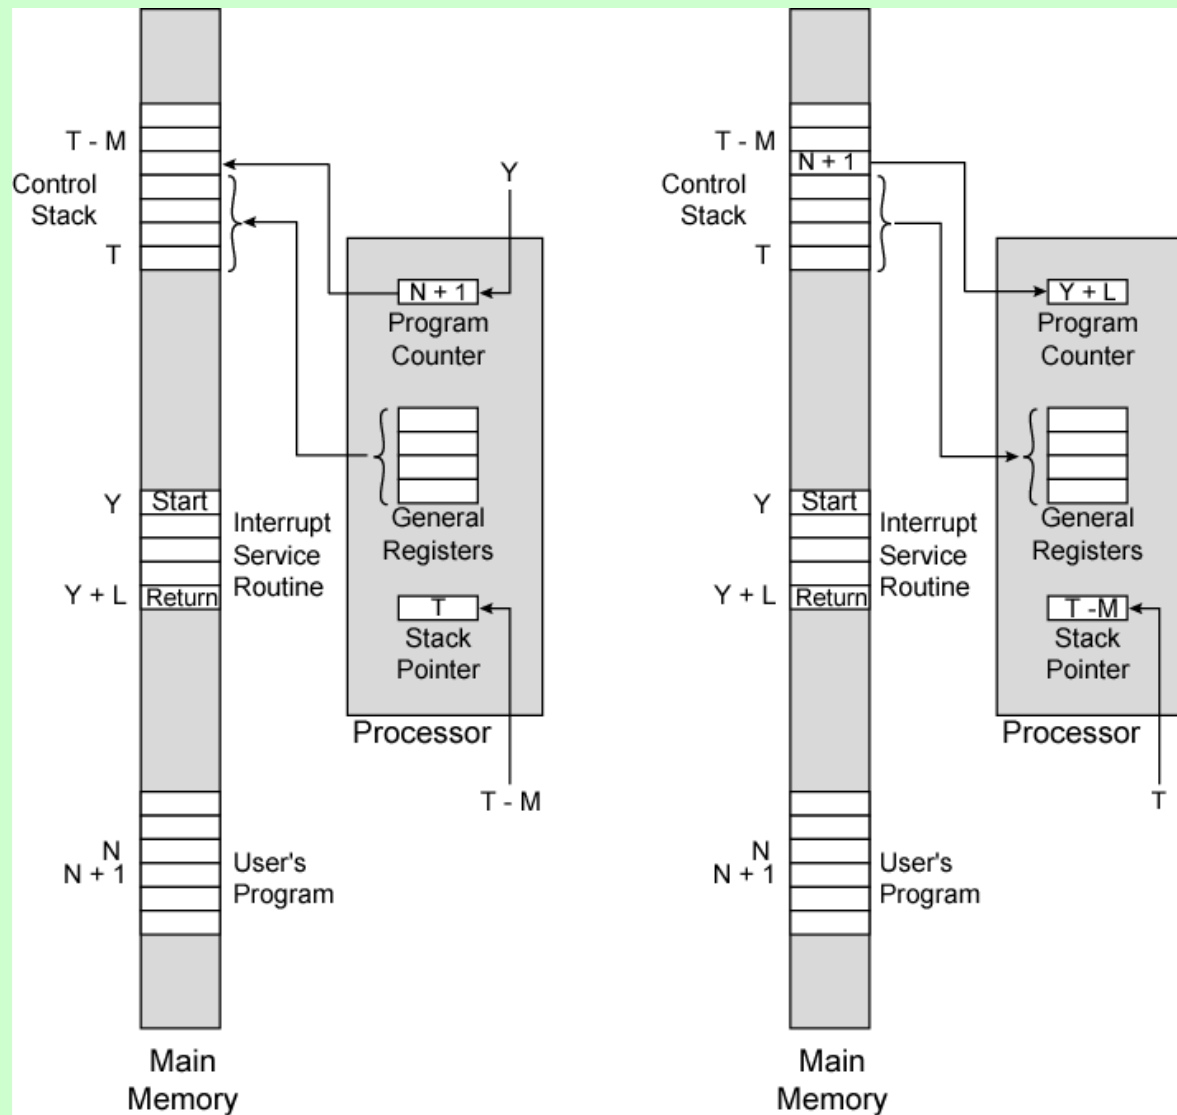 T - M
Control
Stack
T
Y
N + 1
Program
Counter
General
Registers
Y
Start
Interrupt
Service
Routine
Y + L
Return
T
Stack
Pointer
Processor
T - M
N
N + 1
User's
Program
Main
Memory
T - M
N + 1
Control
Stack
T
Y + L
Program
Counter
General
Registers
Y
Start
Interrupt
Service
Routine
Y + L
Return
T -M
Stack
Pointer
Processor
T
N
N + 1
User's
Program
Main
Memory